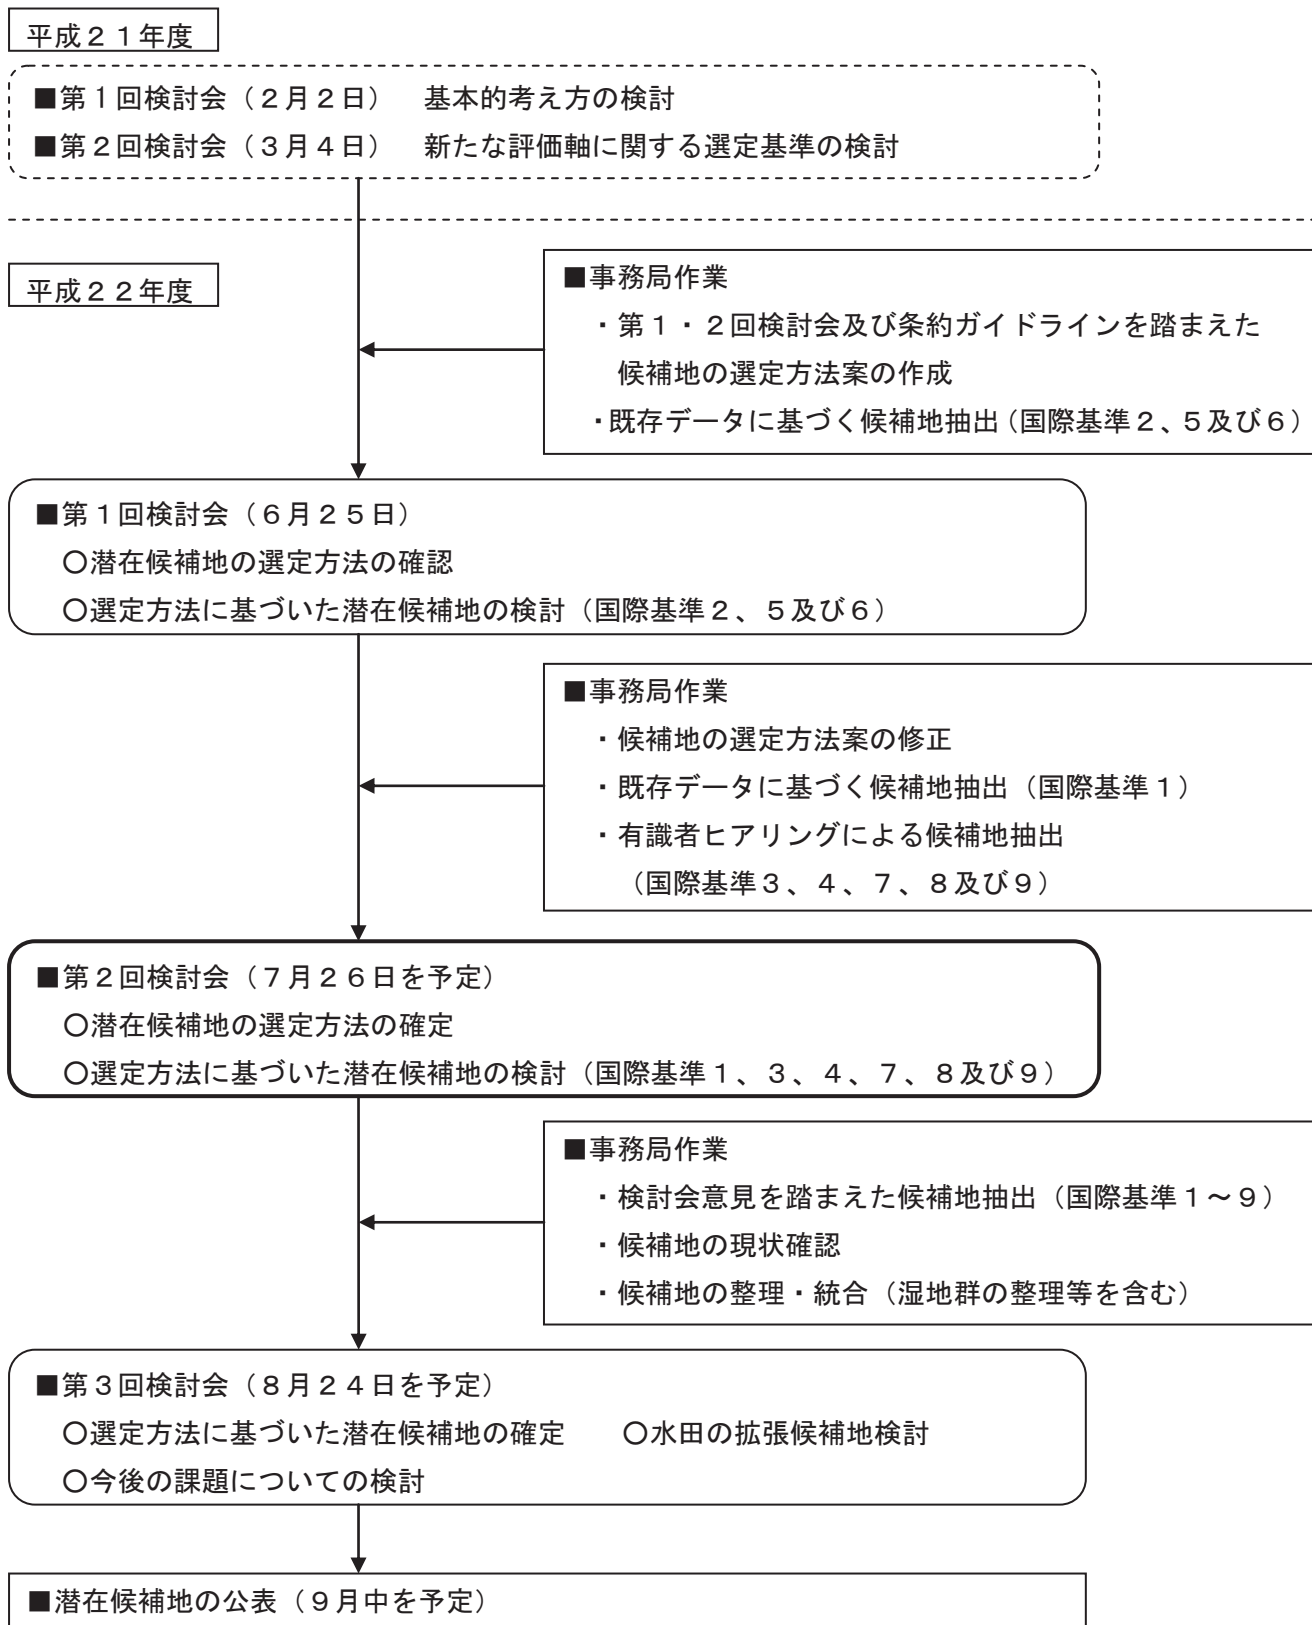 平成２１年度
■第１回検討会（２月２日）　基本的考え方の検討
■第２回検討会（３月４日）　新たな評価軸に関する選定基準の検討
平成２２年度
■事務局作業
・第１・２回検討会及び条約ガイドラインを踏まえた
候補地の選定方法案の作成
・既存データに基づく候補地抽出（国際基準２、５及び６）
■第１回検討会（６月２５日）
○潜在候補地の選定方法の確認
○選定方法に基づいた潜在候補地の検討（国際基準２、５及び６）
■事務局作業
・候補地の選定方法案の修正
・既存データに基づく候補地抽出（国際基準１）
・有識者ヒアリングによる候補地抽出
（国際基準３、４、７、８及び９）
■第２回検討会（７月２６日を予定）
○潜在候補地の選定方法の確定
○選定方法に基づいた潜在候補地の検討（国際基準１、３、４、７、８及び９）
■事務局作業
・検討会意見を踏まえた候補地抽出（国際基準１～９）
・候補地の現状確認
・候補地の整理・統合（湿地群の整理等を含む）
■第３回検討会（８月２４日を予定）
○選定方法に基づいた潜在候補地の確定　　○水田の拡張候補地検討
○今後の課題についての検討
■潜在候補地の公表（９月中を予定）